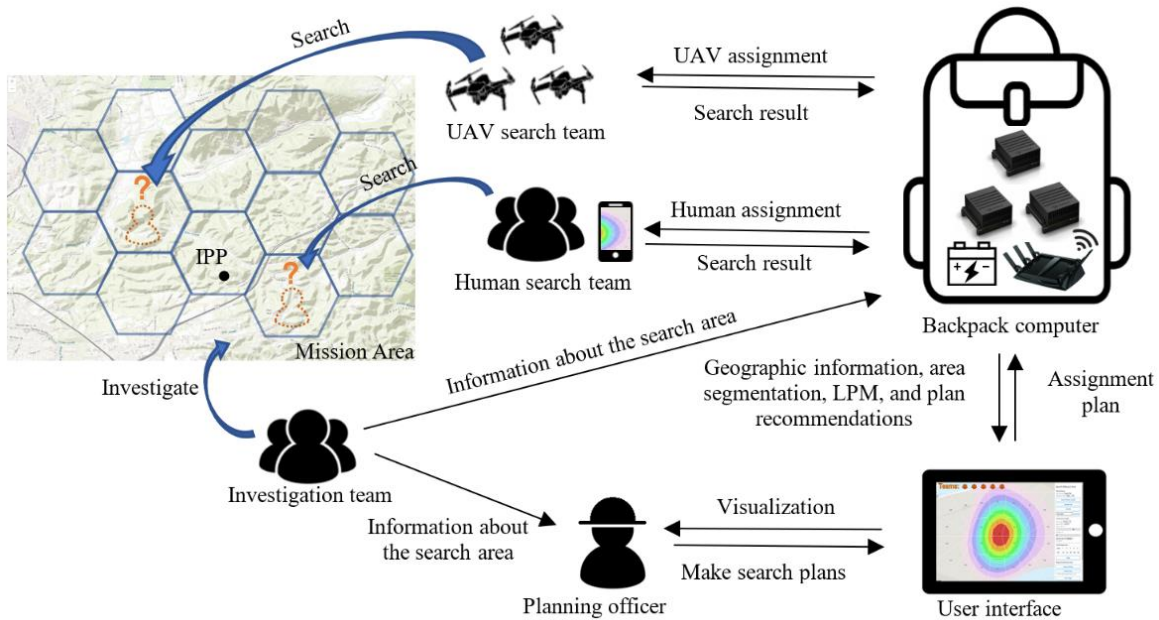 Search
UAV search team
UAV assignment
Search result
?
Search
IPP
?
Mission Area
Human search team
Human assignment
Search result
Backpack computer
Investigate
Information about the search area
Geographic information, area
segmentation, LPM, and plan
recommendations
Assignment
plan
Investigation team
Information about
the search area
Planning officer
Visualization
Make search plans
Teams:
User interface